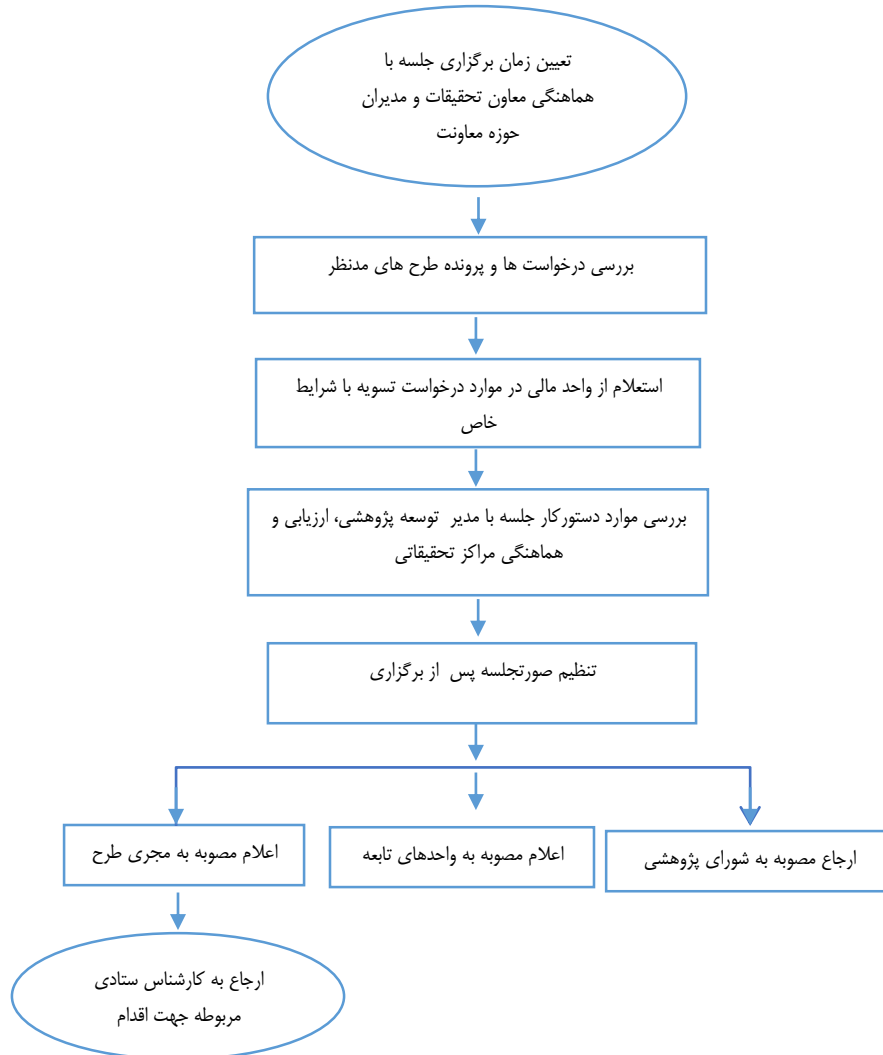 تعیین زمان برگزاری جلسه با
هماهنگی معاون تحقیقات و مدیران
حوزه معاونت
بررسی درخواست ها و پرونده طرح های مدنظر
استعلام از واحد مالی در موارد درخواست تسویه با شرایط
خاص
بررسی موارد دستورکار جلسه با مدیر توسعه پژوهشی، ارزیابی و
هماهنگی مراکز تحقیقاتی
تنظیم صورتجلسه پس از برگزاری
ارجاع مصوبه به شورای پژوهشی
اعلام مصوبه به واحدهای تابعه
اعلام مصوبه به مجری طرح
ارجاع به کارشناس ستادی
مربوطه جهت اقدام